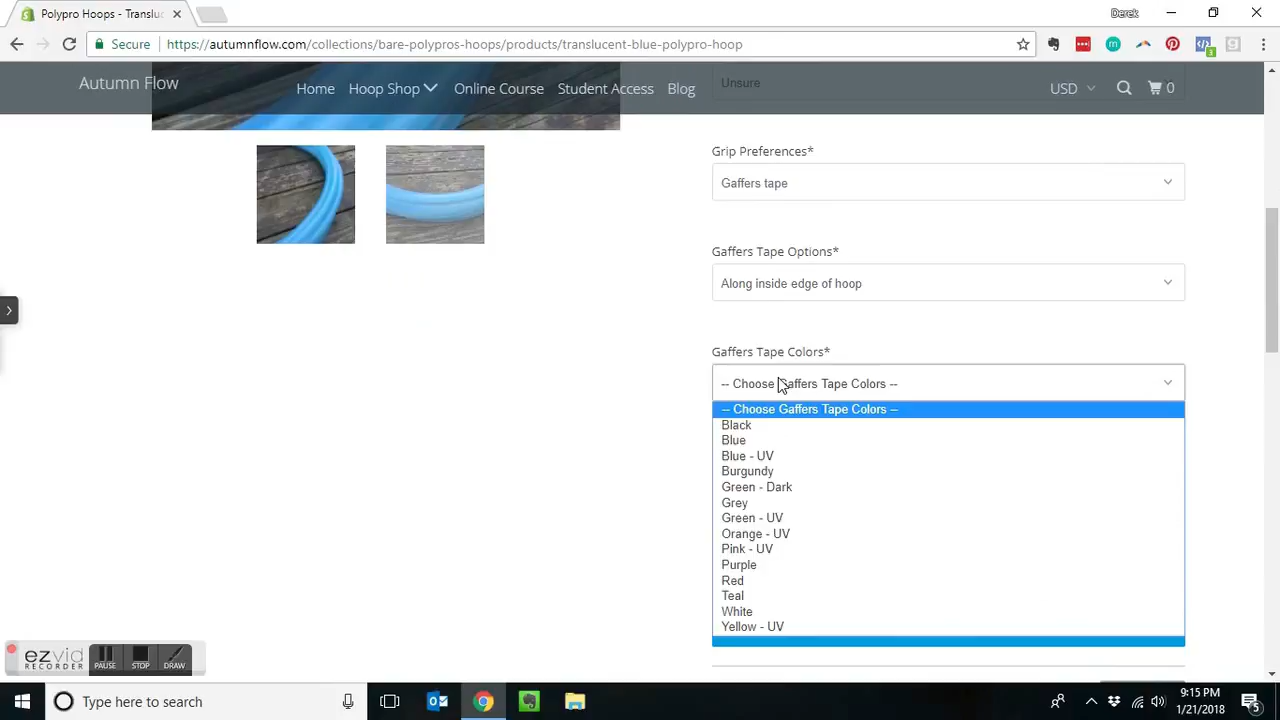 Polypro Hoops - Transluc
Derek
Secure
https://autumnflow.com/collections/bare-polypros-hoops/products/translucent-blue-polypro-hoop
3
Autumn Flow
Home
Hoop Shop
Online Course
Student Access
Blog
USD
0
Unsure
Grip Preferences*
Gaffers tape
Gaffers Tape Options*
Along inside edge of hoop
Gaffers Tape Colors*
-- Choose Gaffers Tape Colors --
-- Choose Gaffers Tape Colors --
Black
Blue
Blue - UV
Burgundy
Green - Dark
Grey
Green - UV
Orange - UV
Pink - UV
Purple
Red
Teal
White
Yellow - UV
ezvid
RECORDER
PAUSE
STOP
DRAW
Type here to search
9:15 PM
1/21/2018
5